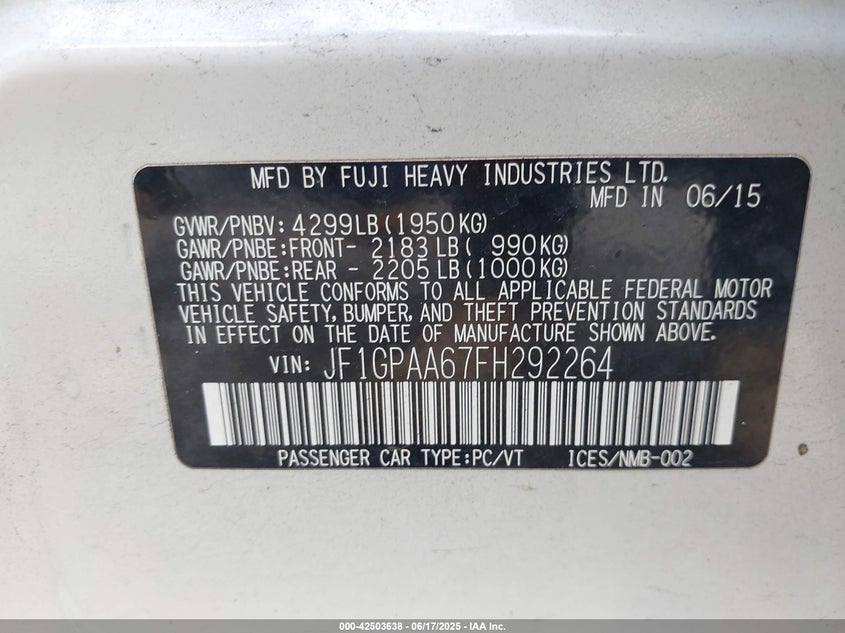 MFD BY FUJI HEAVY INDUSTRIES LTD.
MFD IN 06/15
GVWR/PNBV: 4299LB(1950KG)
GAWR/PNBE:FRONT- 2183LB( 990KG)
GAWR/PNBE:REAR - 2205LB(1000KG)
THIS VEHICLE CONFORMS TO ALL APPLICABLE FEDERAL MOTOR
VEHICLE SAFETY, BUMPER, AND THEFT PREVENTION STANDARDS
IN EFFECT ON THE DATE OF MANUFACTURE SHOWN ABOVE.
VIN: JF1GPAA67FH292264
PASSENGER CAR TYPE:PC/VT ICES/NMB-002
000-42503638 - 06/17/2025 - IAA Inc.